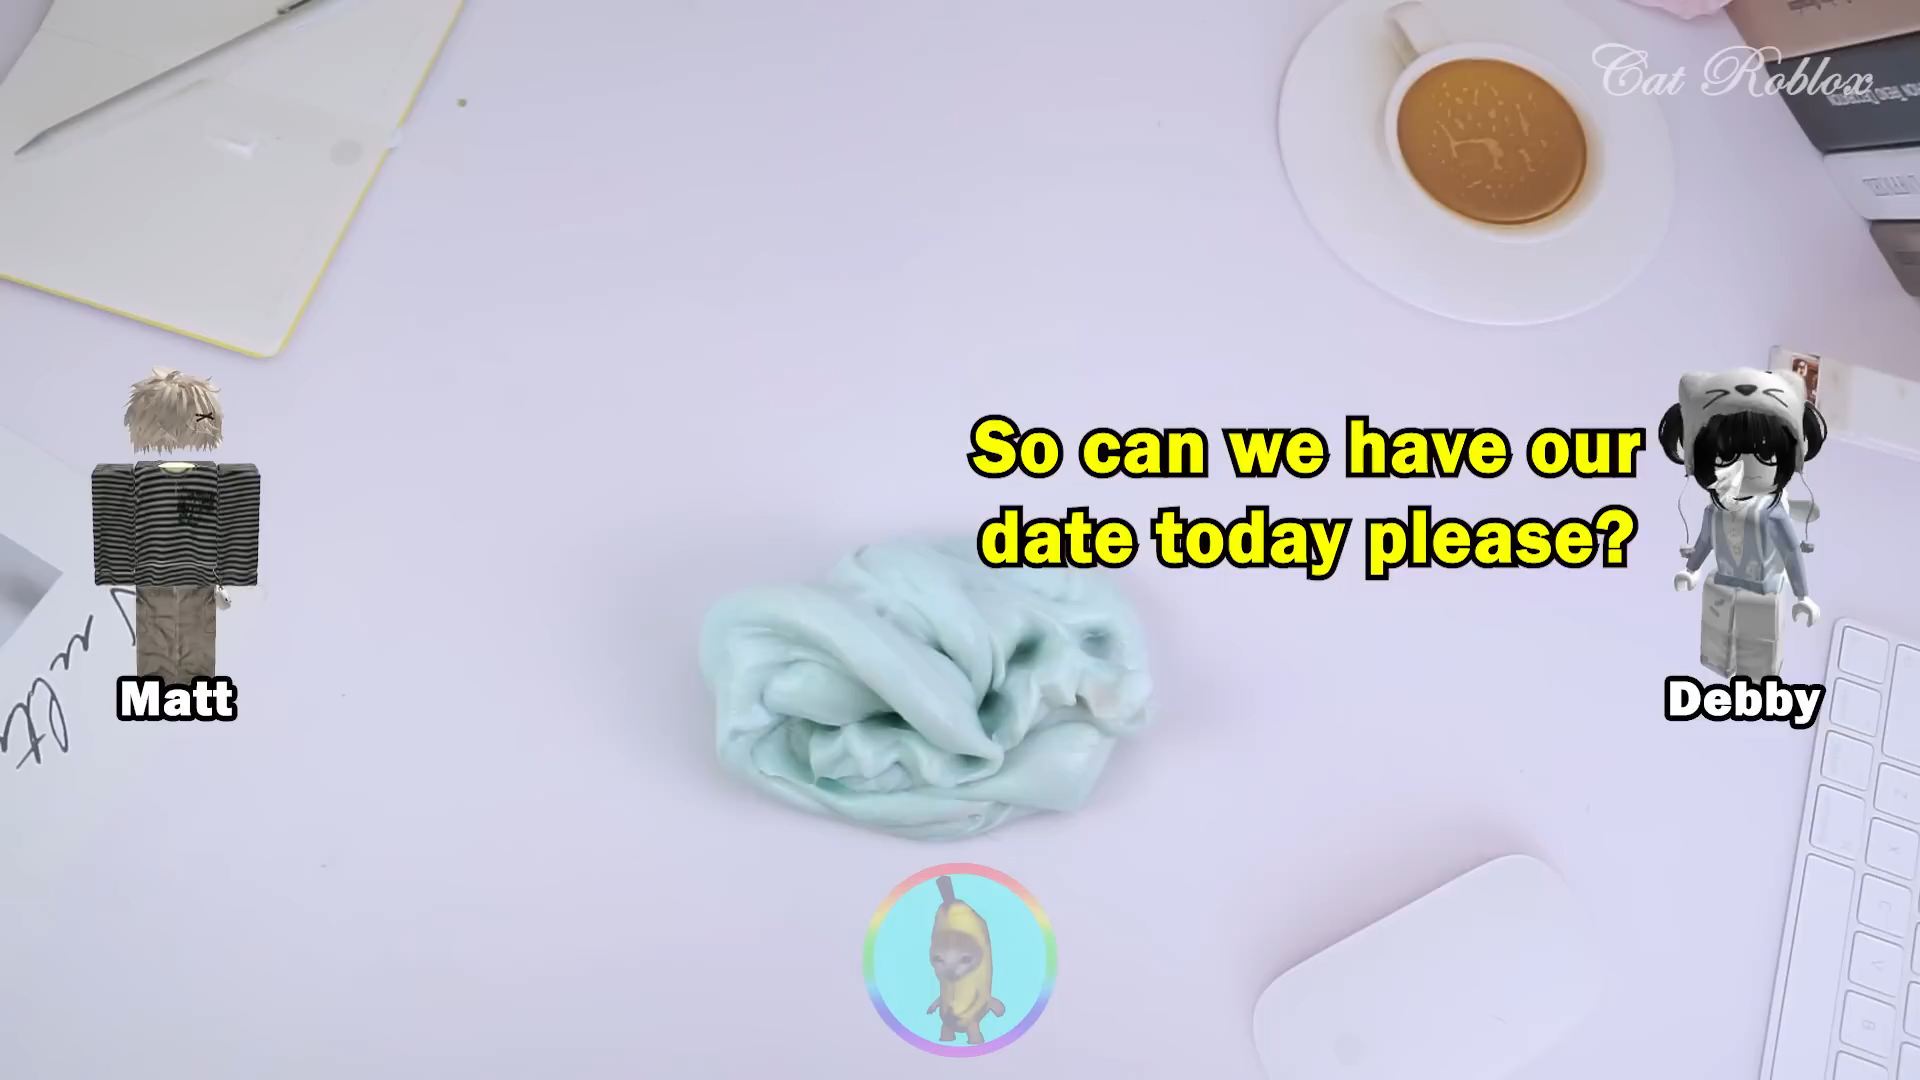 Cat Roblox
So can we have our
date today please?
Matt
Debby